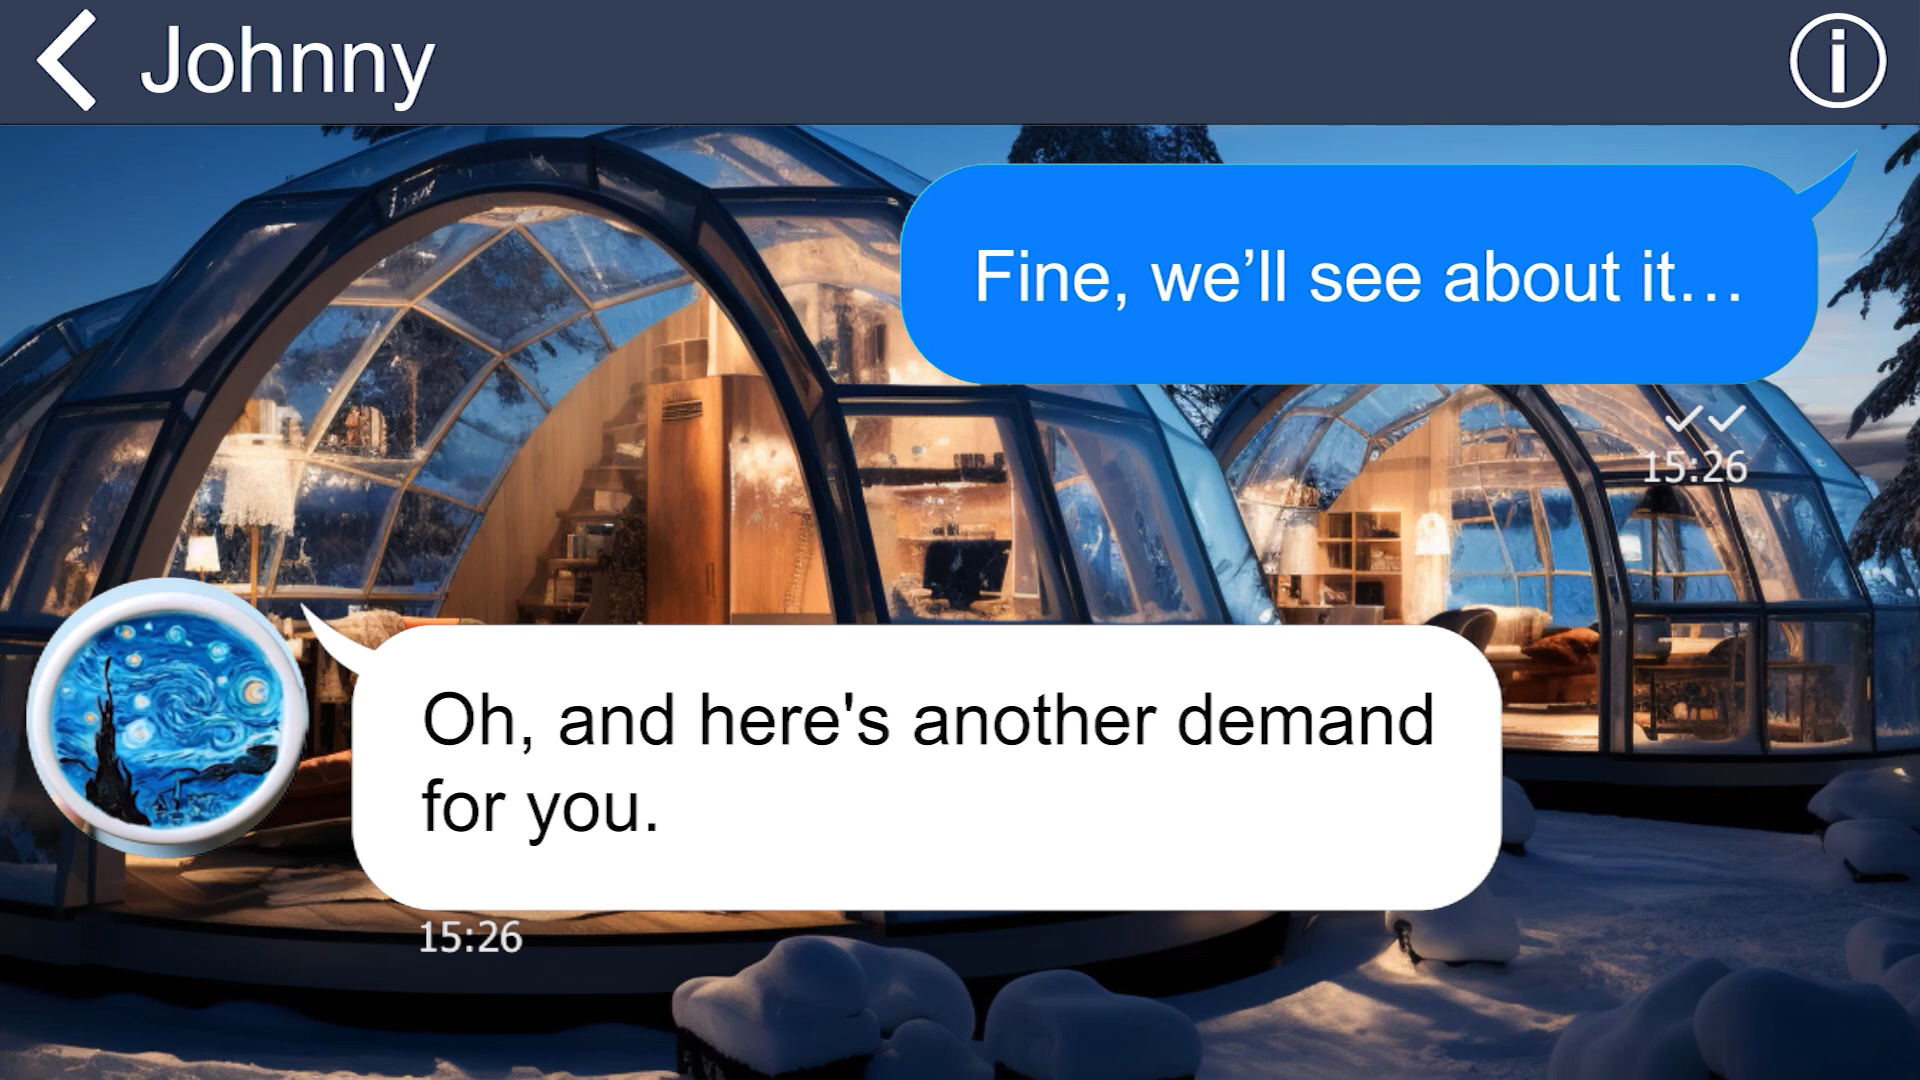 Johnny
Fine, we’ll see about it…
15:26
Oh, and here's another demand
for you.
15:26